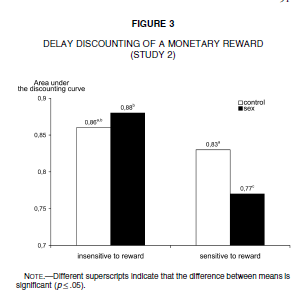 FIGURE 3
DELAY DISCOUNTING OF A MONETARY REWARD
(STUDY 2)
Area under
the discounting curve
0,9
0,85
0,8
0,75
0,7
0,86a,b
0,88b
0,83a
0,77c
control
sex
insensitive to reward
sensitive to reward
NOTE.—Different superscripts indicate that the difference between means is
significant (p ≤ .05).